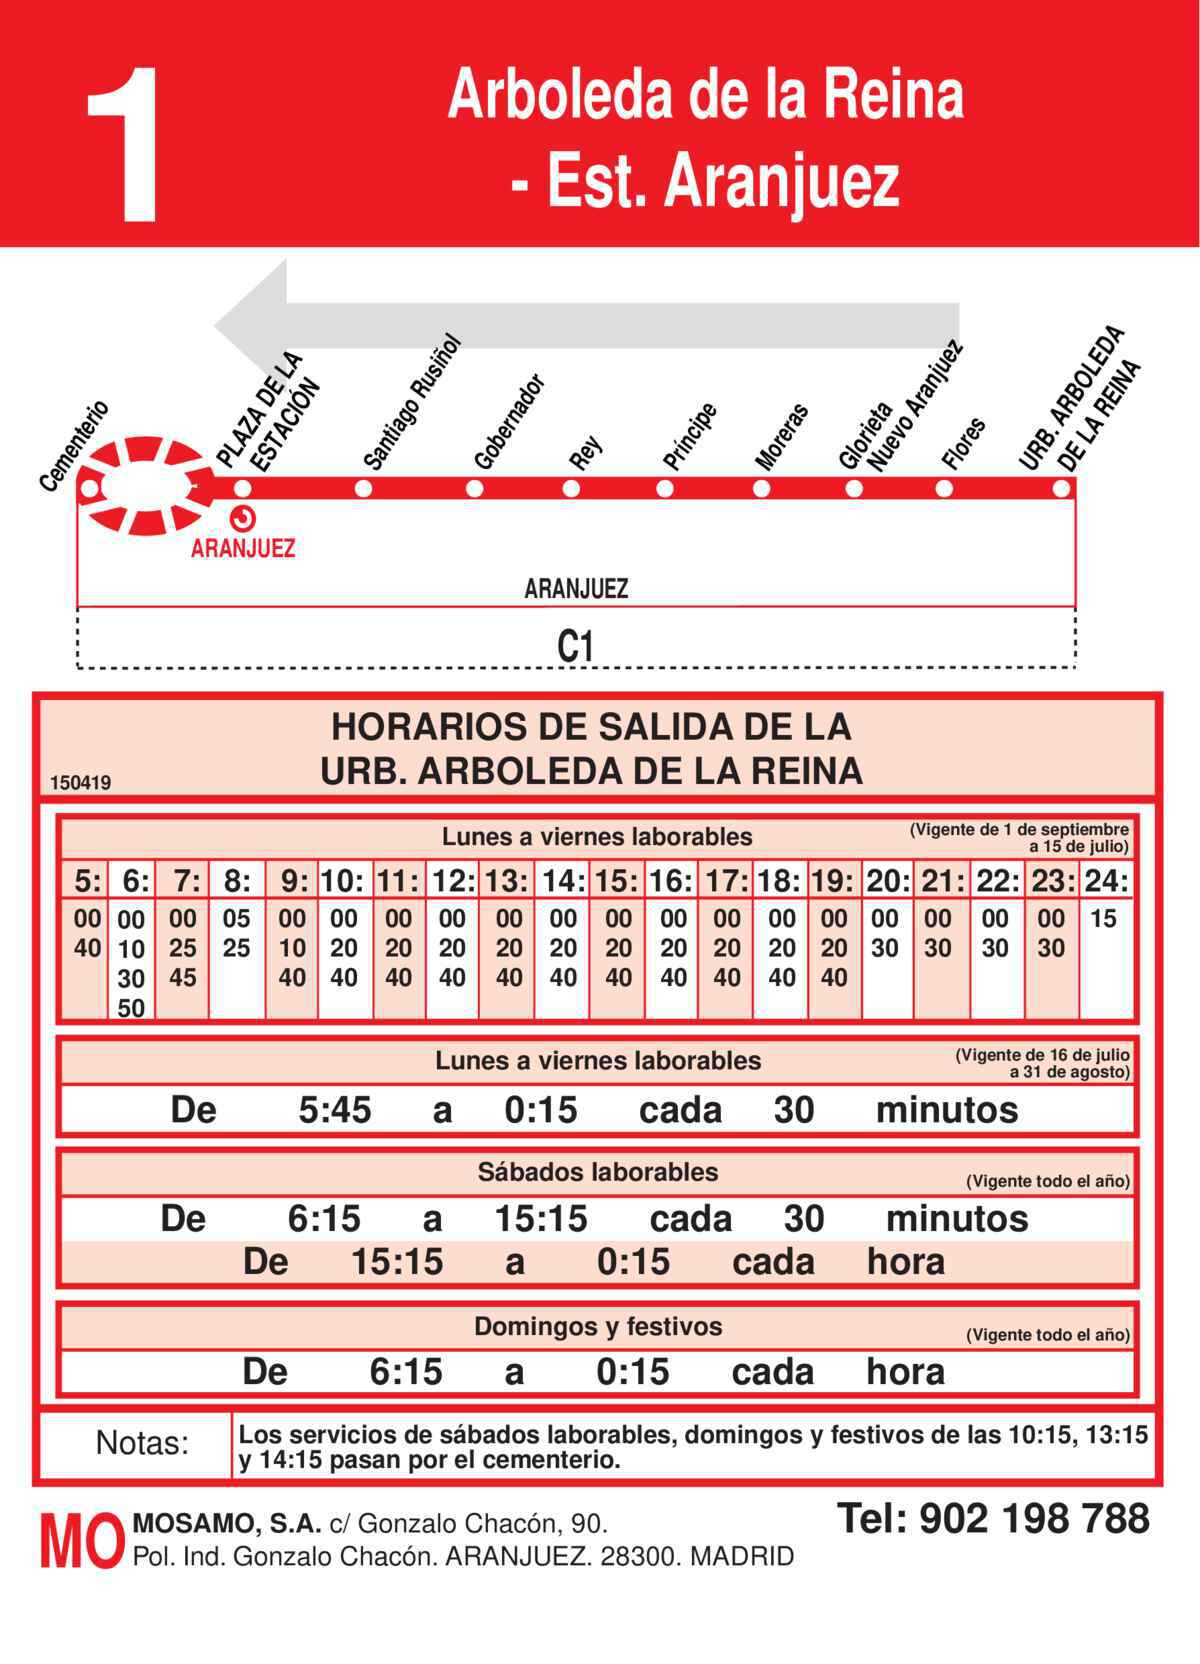 1
Arboleda de la Reina
- Est. Aranjuez
Cementerio
PLAZA DE LA
ESTACIÓN
Santiago Rusiñol
Gobernador
Rey
Príncipe
Moreras
Glorieta
Nuevo Aranjuez
Flores
URB. ARBOLEDA
DE LA REINA
ARANJUEZ
ARANJUEZ
C1
HORARIOS DE SALIDA DE LA
URB. ARBOLEDA DE LA REINA
150419
Lunes a viernes laborables
(Vigente de 1 de septiembre
a 15 de julio)
5: 6: 7: 8: 9: 10: 11: 12: 13: 14: 15: 16: 17: 18: 19: 20: 21: 22: 23: 24:
00 00 00 05 00 00 00 00 00 00 00 00 00 00 00 00 00 00 00 15
40 10 25 25 10 20 20 20 20 20 20 20 20 20 20 30 30 30 30
30 45 40 40 40 40 40 40 40 40 40 40 40
50
Lunes a viernes laborables
(Vigente de 16 de julio
a 31 de agosto)
De 5:45 a 0:15 cada 30 minutos
Sábados laborables
(Vigente todo el año)
De 6:15 a 15:15 cada 30 minutos
De 15:15 a 0:15 cada hora
Domingos y festivos
(Vigente todo el año)
De 6:15 a 0:15 cada hora
Notas:
Los servicios de sábados laborables, domingos y festivos de las 10:15, 13:15
y 14:15 pasan por el cementerio.
MO
MOSAMO, S.A. c/ Gonzalo Chacón, 90.
Pol. Ind. Gonzalo Chacón. ARANJUEZ. 28300. MADRID
Tel: 902 198 788